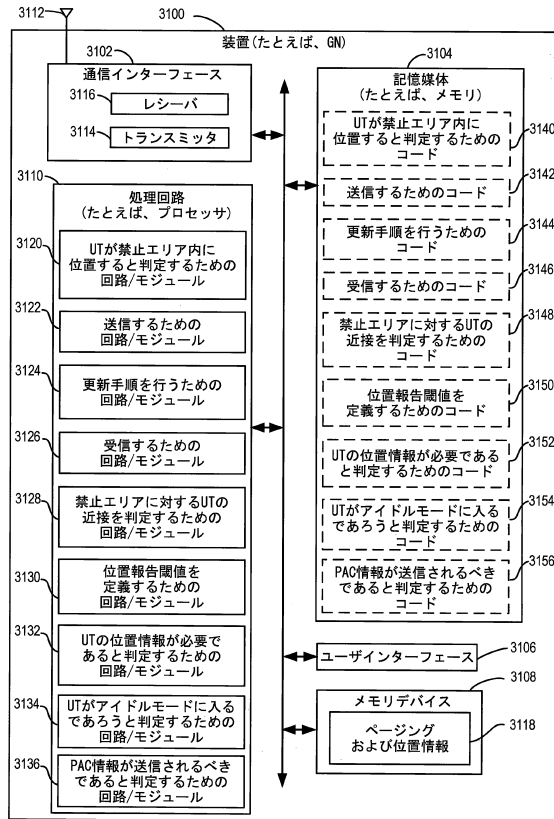 3112
3100
装置(たとえば、GN)
3102
通信インターフェース
3116
レシーバ
3114
トランスミッタ
3110
処理回路
(たとえば、プロセッサ)
3120
UTが禁止エリア内に
位置すると判定するための
回路/モジュール
3122
送信するための
回路/モジュール
3124
更新手順を行うための
回路/モジュール
3126
受信するための
回路/モジュール
3128
禁止エリアに対するUTの
近接を判定するための
回路/モジュール
3130
位置報告閾値を
定義するための
回路/モジュール
3132
UTの位置情報が必要で
あると判定するための
回路/モジュール
3134
UTがアイドルモードに入る
であろうと判定するための
回路/モジュール
3136
PAC情報が送信されるべき
であると判定するための
回路/モジュール
3104
記憶媒体
(たとえば、メモリ)
UTが禁止エリア内に
位置すると判定するための
コード
3140
送信するためのコード
3142
更新手順を行うための
コード
3144
受信するためのコード
3146
禁止エリアに対するUTの
近接を判定するための
コード
3148
位置報告閾値を
定義するためのコード
3150
UTの位置情報が必要である
と判定するためのコード
3152
UTがアイドルモードに入る
であろうと判定するための
コード
3154
PAC情報が送信されるべき
であると判定するための
コード
3156
ユーザインターフェース
3106
3108
メモリデバイス
ページング
および位置情報
3118